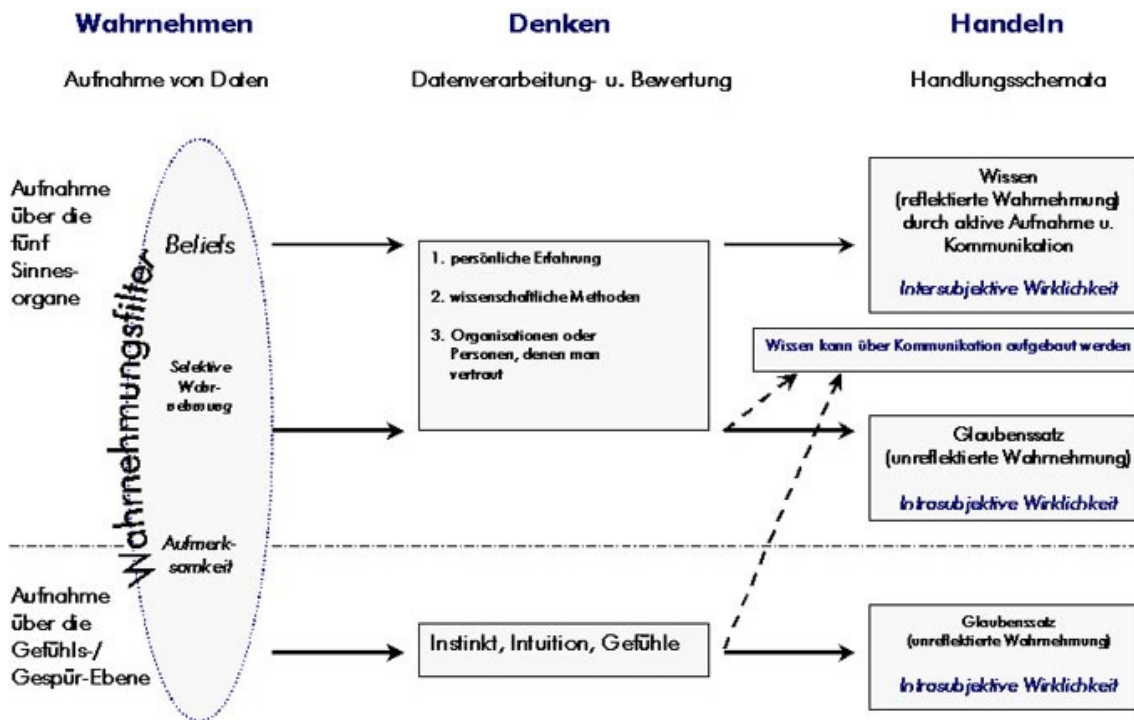 Wahrnehmen
Denken
Handeln
Aufnahme von Daten
Datenverarbeitung- u. Bewertung
Handlungsschemata
Aufnahme
über die
fünf
Sinnes-
organe
Wahrnehmungsfilter
Beliefs
Selektive
Wahr-
nehmung
Aufmerk-
samkeit
1. persönliche Erfahrung
2. wissenschaftliche Methoden
3. Organisationen oder
Personen, denen man
vertraut
Wissen
(reflektierte Wahrnehmung)
durch aktive Aufnahme u.
Kommunikation
Intersubjektive Wirklichkeit
Wissen kann über Kommunikation aufgebaut werden
Glaubenssatz
(unreflektierte Wahrnehmung)
Intrasubjektive Wirklichkeit
Aufnahme
über die
Gefühls-/
Gespür-Ebene
Instinkt, Intuition, Gefühle
Glaubenssatz
(unreflektierte Wahrnehmung)
Intrasubjektive Wirklichkeit